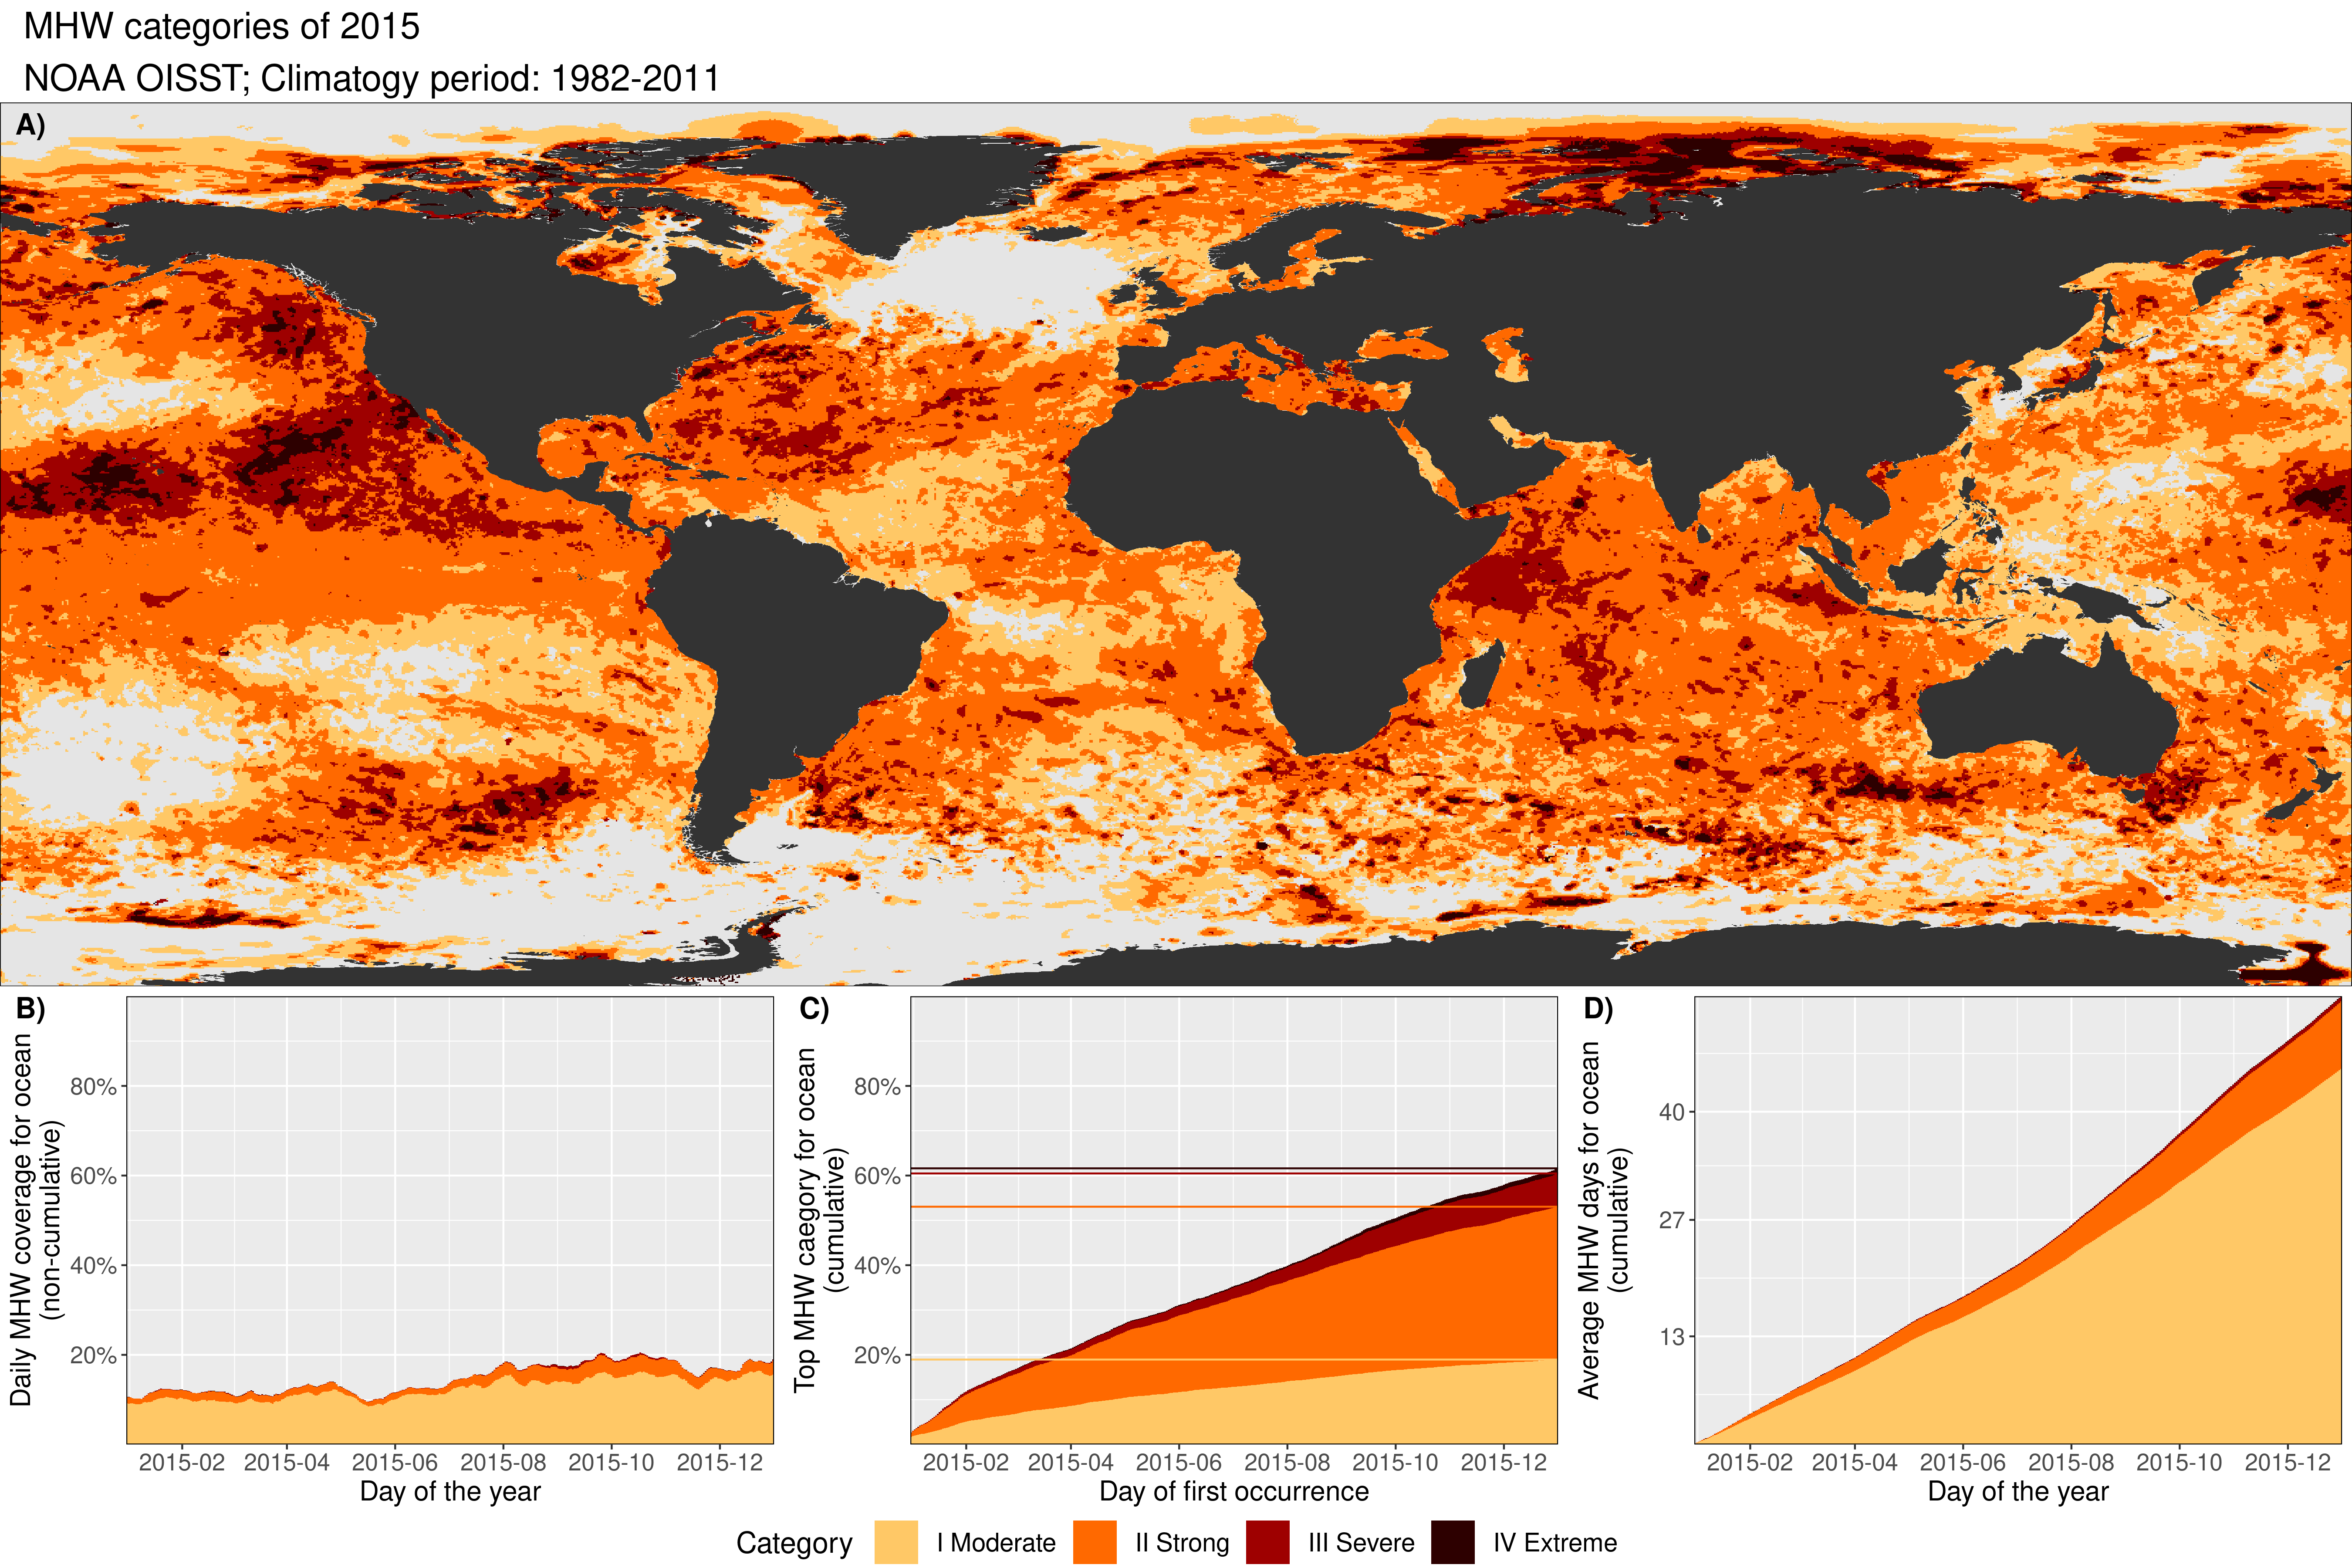 MHW categories of 2015
NOAA OISST; Climatogy period: 1982-2011
A)
B)
Daily MHW coverage for ocean
(non-cumulative)
80%
60%
40%
20%
2015-02 2015-04 2015-06 2015-08 2015-10 2015-12
Day of the year
C)
Top MHW category for ocean
(cumulative)
80%
60%
40%
20%
2015-02 2015-04 2015-06 2015-08 2015-10 2015-12
Day of first occurrence
D)
Average MHW days for ocean
(cumulative)
40
27
13
2015-02 2015-04 2015-06 2015-08 2015-10 2015-12
Day of the year
Category I Moderate II Strong III Severe IV Extreme